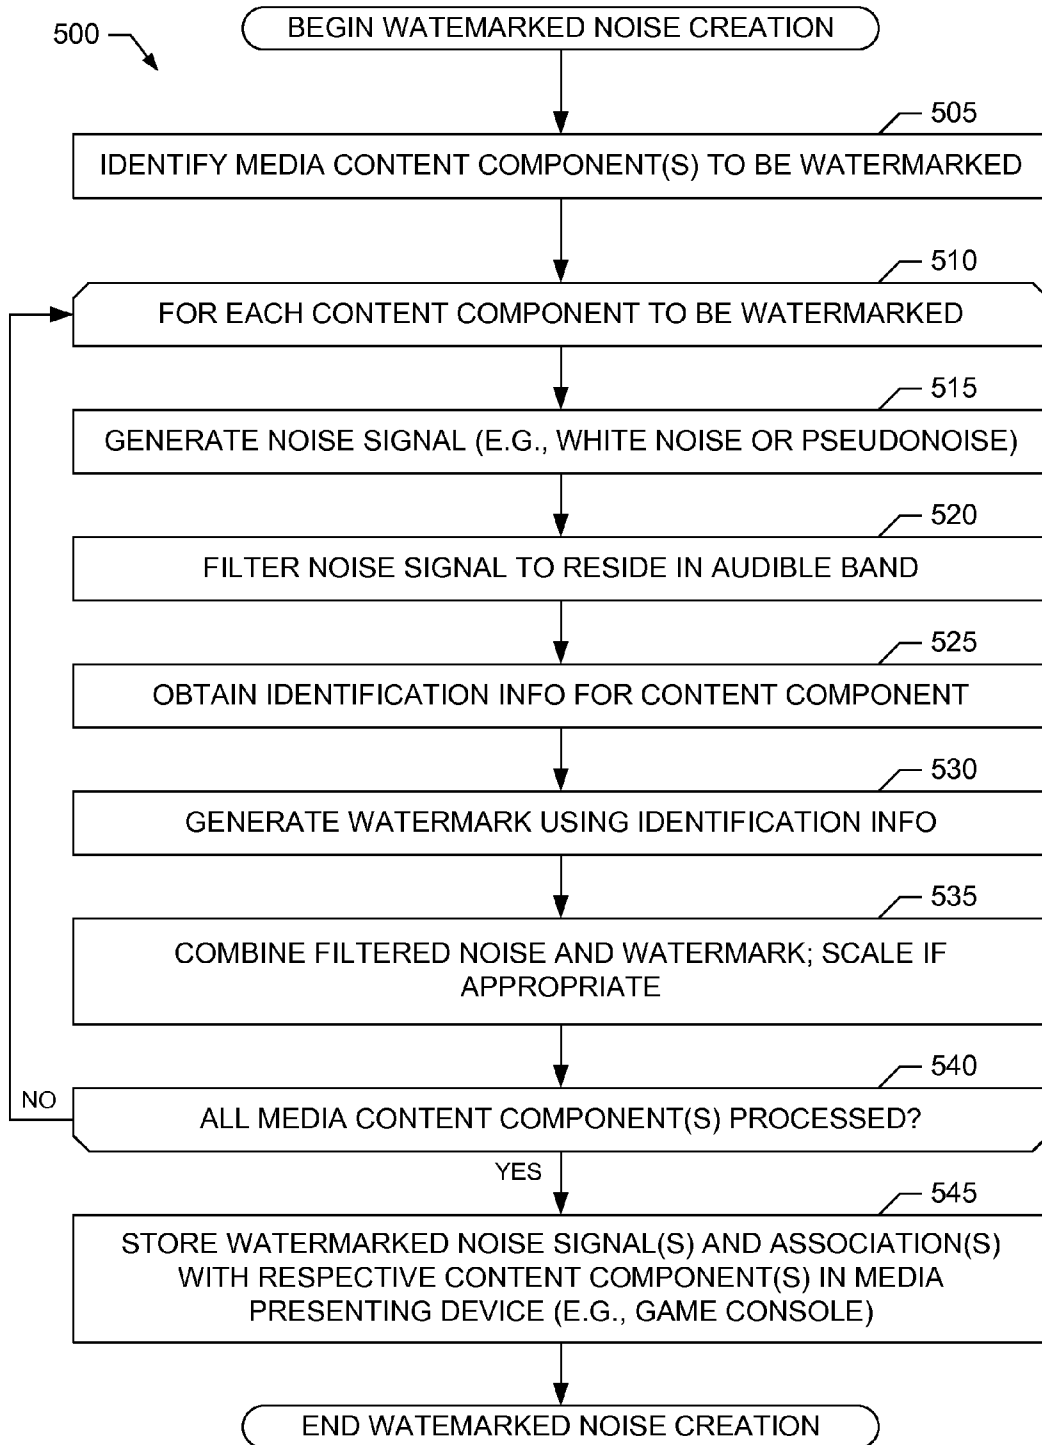 500
BEGIN WATEMARKED NOISE CREATION
505
IDENTIFY MEDIA CONTENT COMPONENT(S) TO BE WATERMARKED
510
FOR EACH CONTENT COMPONENT TO BE WATERMARKED
515
GENERATE NOISE SIGNAL (E.G., WHITE NOISE OR PSEUDONOISE)
520
FILTER NOISE SIGNAL TO RESIDE IN AUDIBLE BAND
525
OBTAIN IDENTIFICATION INFO FOR CONTENT COMPONENT
530
GENERATE WATERMARK USING IDENTIFICATION INFO
535
COMBINE FILTERED NOISE AND WATERMARK; SCALE IF
APPROPRIATE
540
NO
ALL MEDIA CONTENT COMPONENT(S) PROCESSED?
YES
545
STORE WATERMARKED NOISE SIGNAL(S) AND ASSOCIATION(S)
WITH RESPECTIVE CONTENT COMPONENT(S) IN MEDIA
PRESENTING DEVICE (E.G., GAME CONSOLE)
END WATEMARKED NOISE CREATION